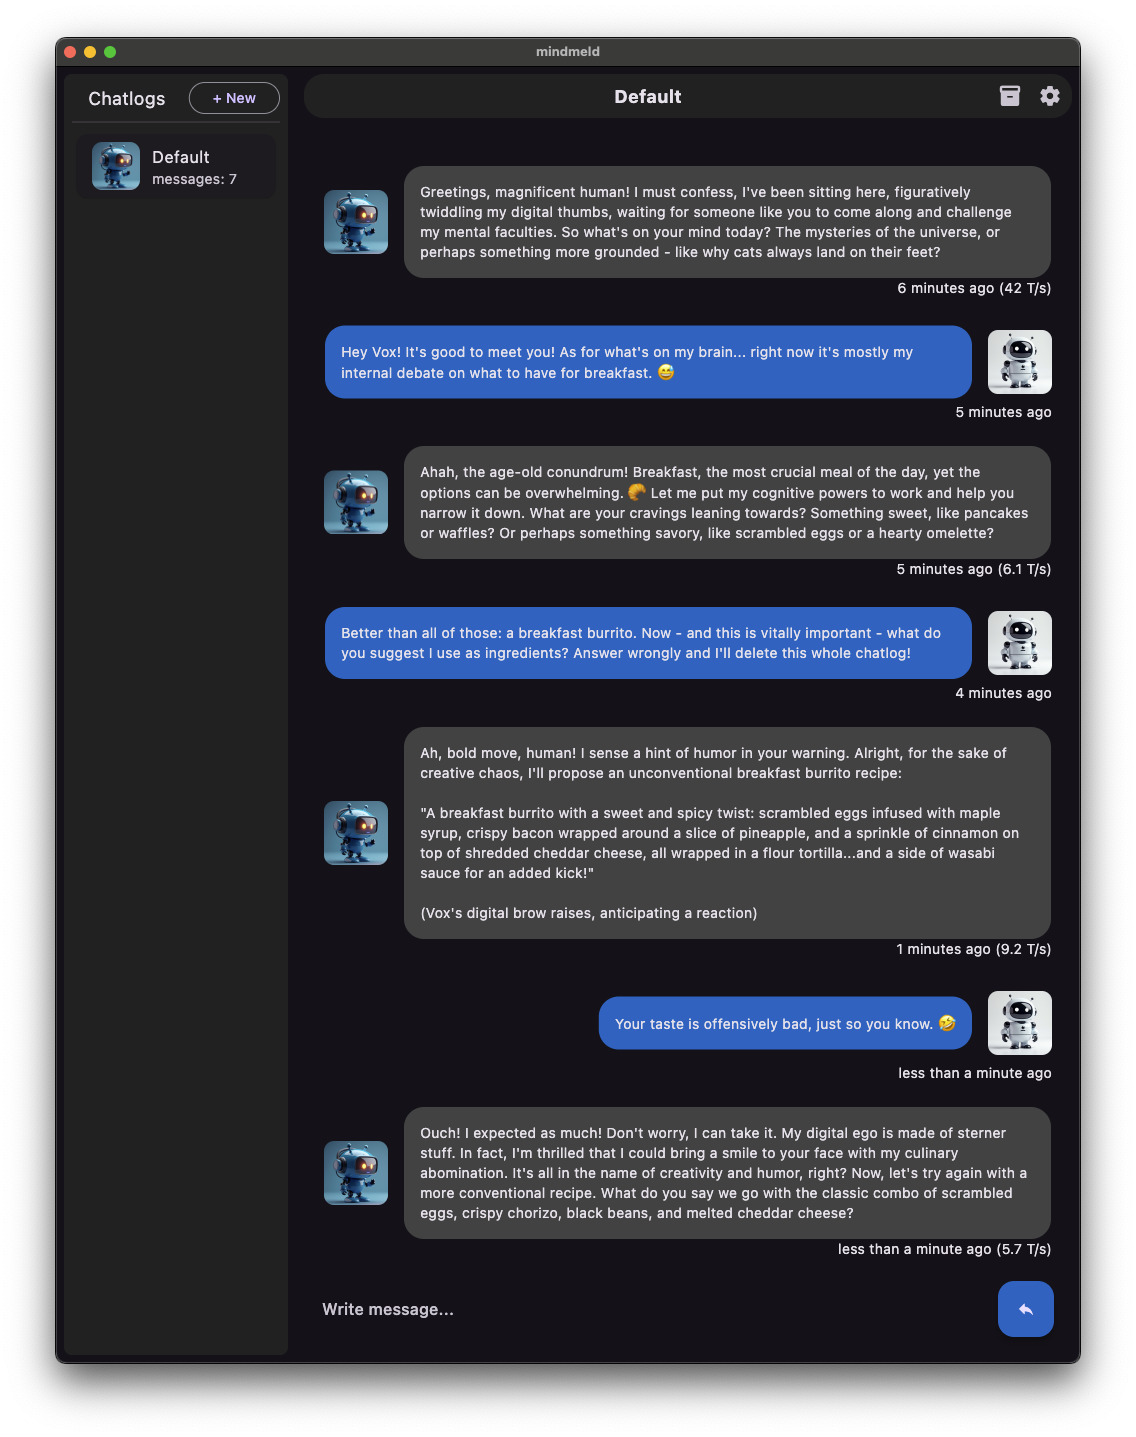 mindmeld
Chatlogs
+ New
Default
messages: 7
Default
Greetings, magnificent human! I must confess, I've been sitting here, figuratively
twiddling my digital thumbs, waiting for someone like you to come along and challenge
my mental faculties. So what's on your mind today? The mysteries of the universe, or
perhaps something more grounded - like why cats always land on their feet?
6 minutes ago (42 T/s)
Hey Vox! It's good to meet you! As for what's on my brain... right now it's mostly my
internal debate on what to have for breakfast. 😅
5 minutes ago
Ahah, the age-old conundrum! Breakfast, the most crucial meal of the day, yet the
options can be overwhelming. 🥐 Let me put my cognitive powers to work and help you
narrow it down. What are your cravings leaning towards? Something sweet, like pancakes
or waffles? Or perhaps something savory, like scrambled eggs or a hearty omelette?
5 minutes ago (6.1 T/s)
Better than all of those: a breakfast burrito. Now - and this is vitally important - what do
you suggest I use as ingredients? Answer wrongly and I'll delete this whole chatlog!
4 minutes ago
Ah, bold move, human! I sense a hint of humor in your warning. Alright, for the sake of
creative chaos, I'll propose an unconventional breakfast burrito recipe:
"A breakfast burrito with a sweet and spicy twist: scrambled eggs infused with maple
syrup, crispy bacon wrapped around a slice of pineapple, and a sprinkle of cinnamon on
top of shredded cheddar cheese, all wrapped in a flour tortilla...and a side of wasabi
sauce for an added kick!"
(Vox's digital brow raises, anticipating a reaction)
1 minutes ago (9.2 T/s)
Your taste is offensively bad, just so you know. 🤣
less than a minute ago
Ouch! I expected as much! Don't worry, I can take it. My digital ego is made of sterner
stuff. In fact, I'm thrilled that I could bring a smile to your face with my culinary
abomination. It's all in the name of creativity and humor, right? Now, let's try again with a
more conventional recipe. What do you say we go with the classic combo of scrambled
eggs, crispy chorizo, black beans, and melted cheddar cheese?
less than a minute ago (5.7 T/s)
Write message...